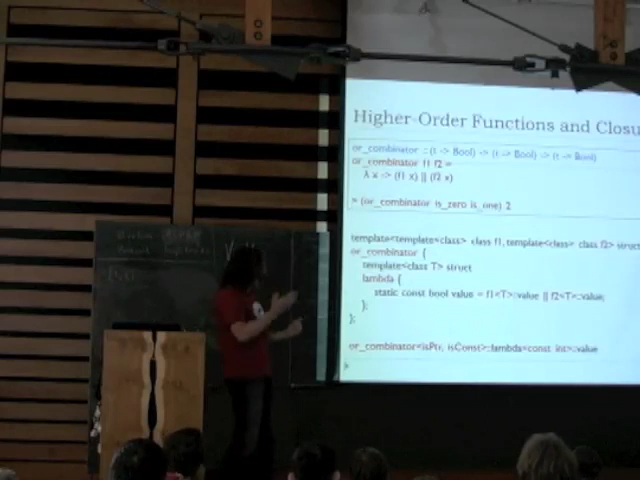 Higher-Order Functions and Closu
or_combinator :: (t -> Bool) -> (t -> Bool) -> (t -> Bool)
or_combinator f1 f2 =
λ x -> (f1 x) || (f2 x)
> (or_combinator is_zero is_one) 2
template<template<class> class f1, template<class> class f2> struct
or_combinator {
template<class T> struct
lambda {
static const bool value = f1<T>::value || f2<T>::value;
};
};
or_combinator<isPtr, isConst>::lambda<const int>::value
>